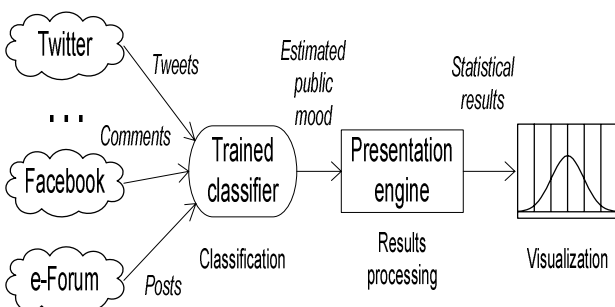 Twitter
Tweets
...
Comments
Facebook
e-Forum
Posts
Trained
classifier
Classification
Estimated
public
mood
Presentation
engine
Results
processing
Statistical
results
Visualization